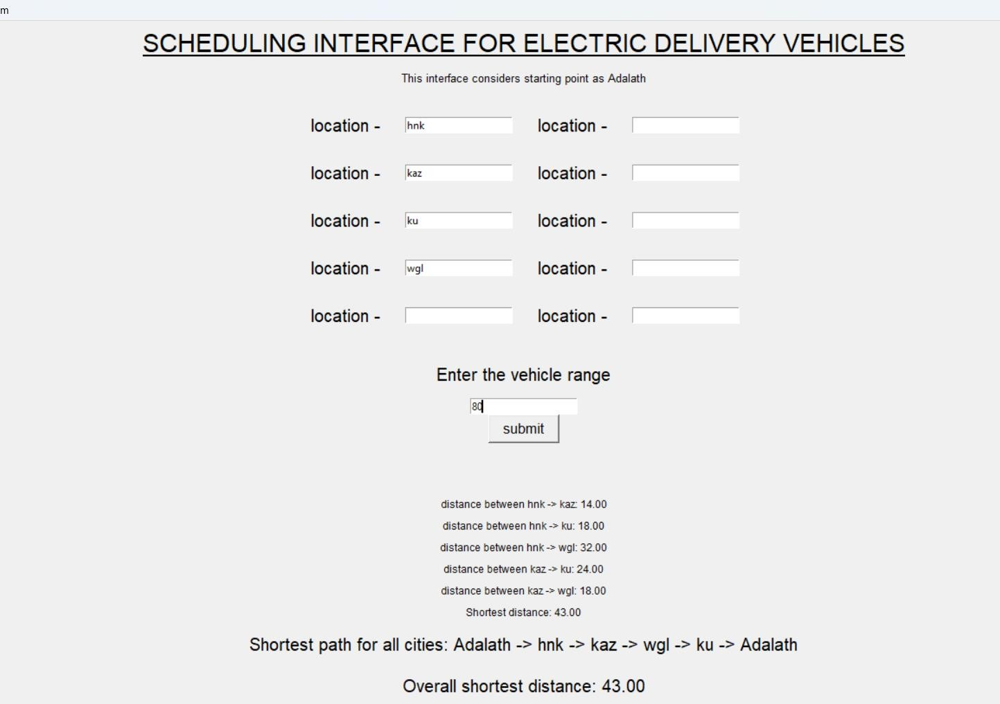 m
SCHEDULING INTERFACE FOR ELECTRIC DELIVERY VEHICLES
This interface considers starting point as Adalath
location - hnk location -
location - kaz location -
location - ku location -
location - wgl location -
location - location -
Enter the vehicle range
80
submit
distance between hnk -> kaz: 14.00
distance between hnk -> ku: 18.00
distance between hnk -> wgl: 32.00
distance between kaz -> ku: 24.00
distance between kaz -> wgl: 18.00
Shortest distance: 43.00
Shortest path for all cities: Adalath -> hnk -> kaz -> wgl -> ku -> Adalath
Overall shortest distance: 43.00